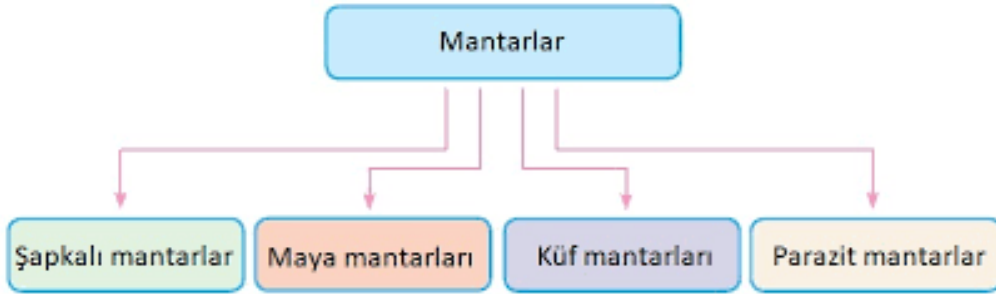 Mantarlar
Şapkalı mantarlar
Maya mantarları
Küf mantarları
Parazit mantarlar